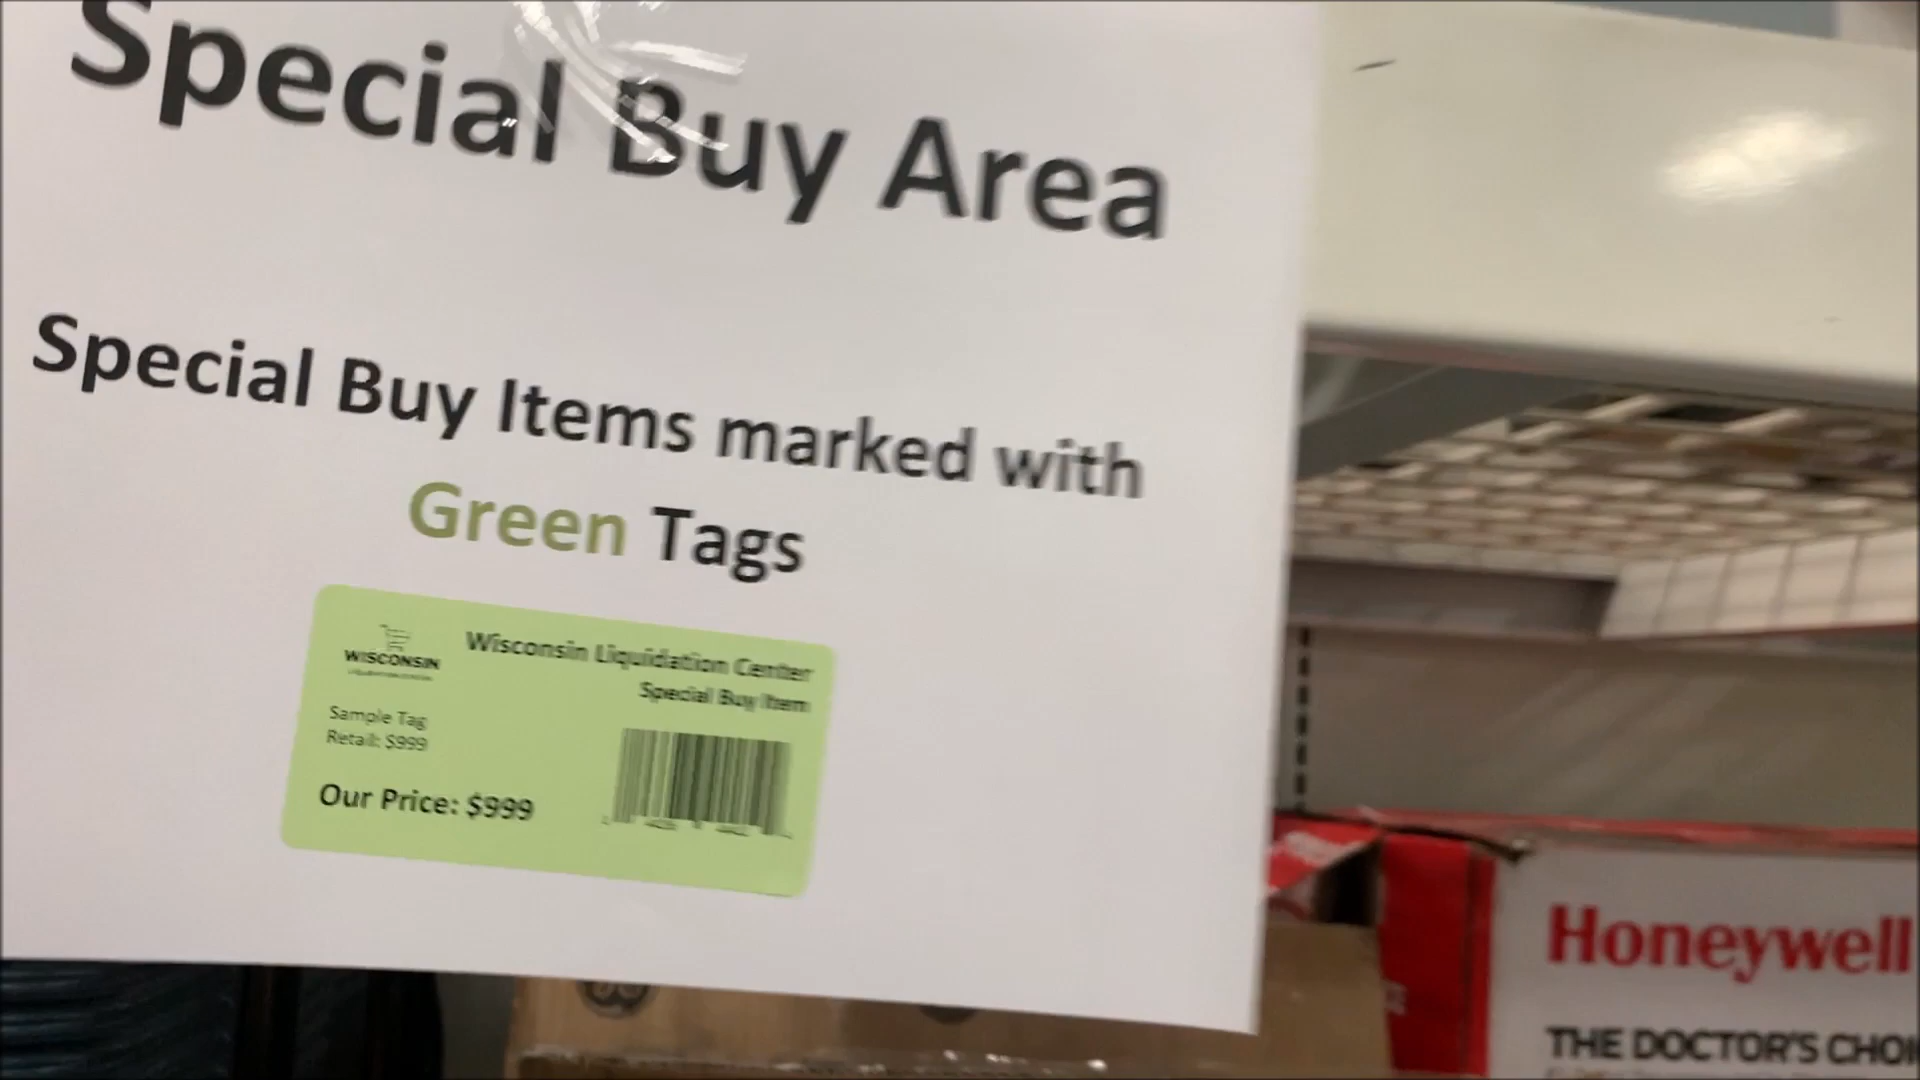 Special Buy Area
Special Buy Items marked with
Green Tags
WISCONSIN
Wisconsin Liquidation Center
Special Buy Item
Sample Tag
Retail: $999
Our Price: $999
Honeywell
THE DOCTOR'S CHOI